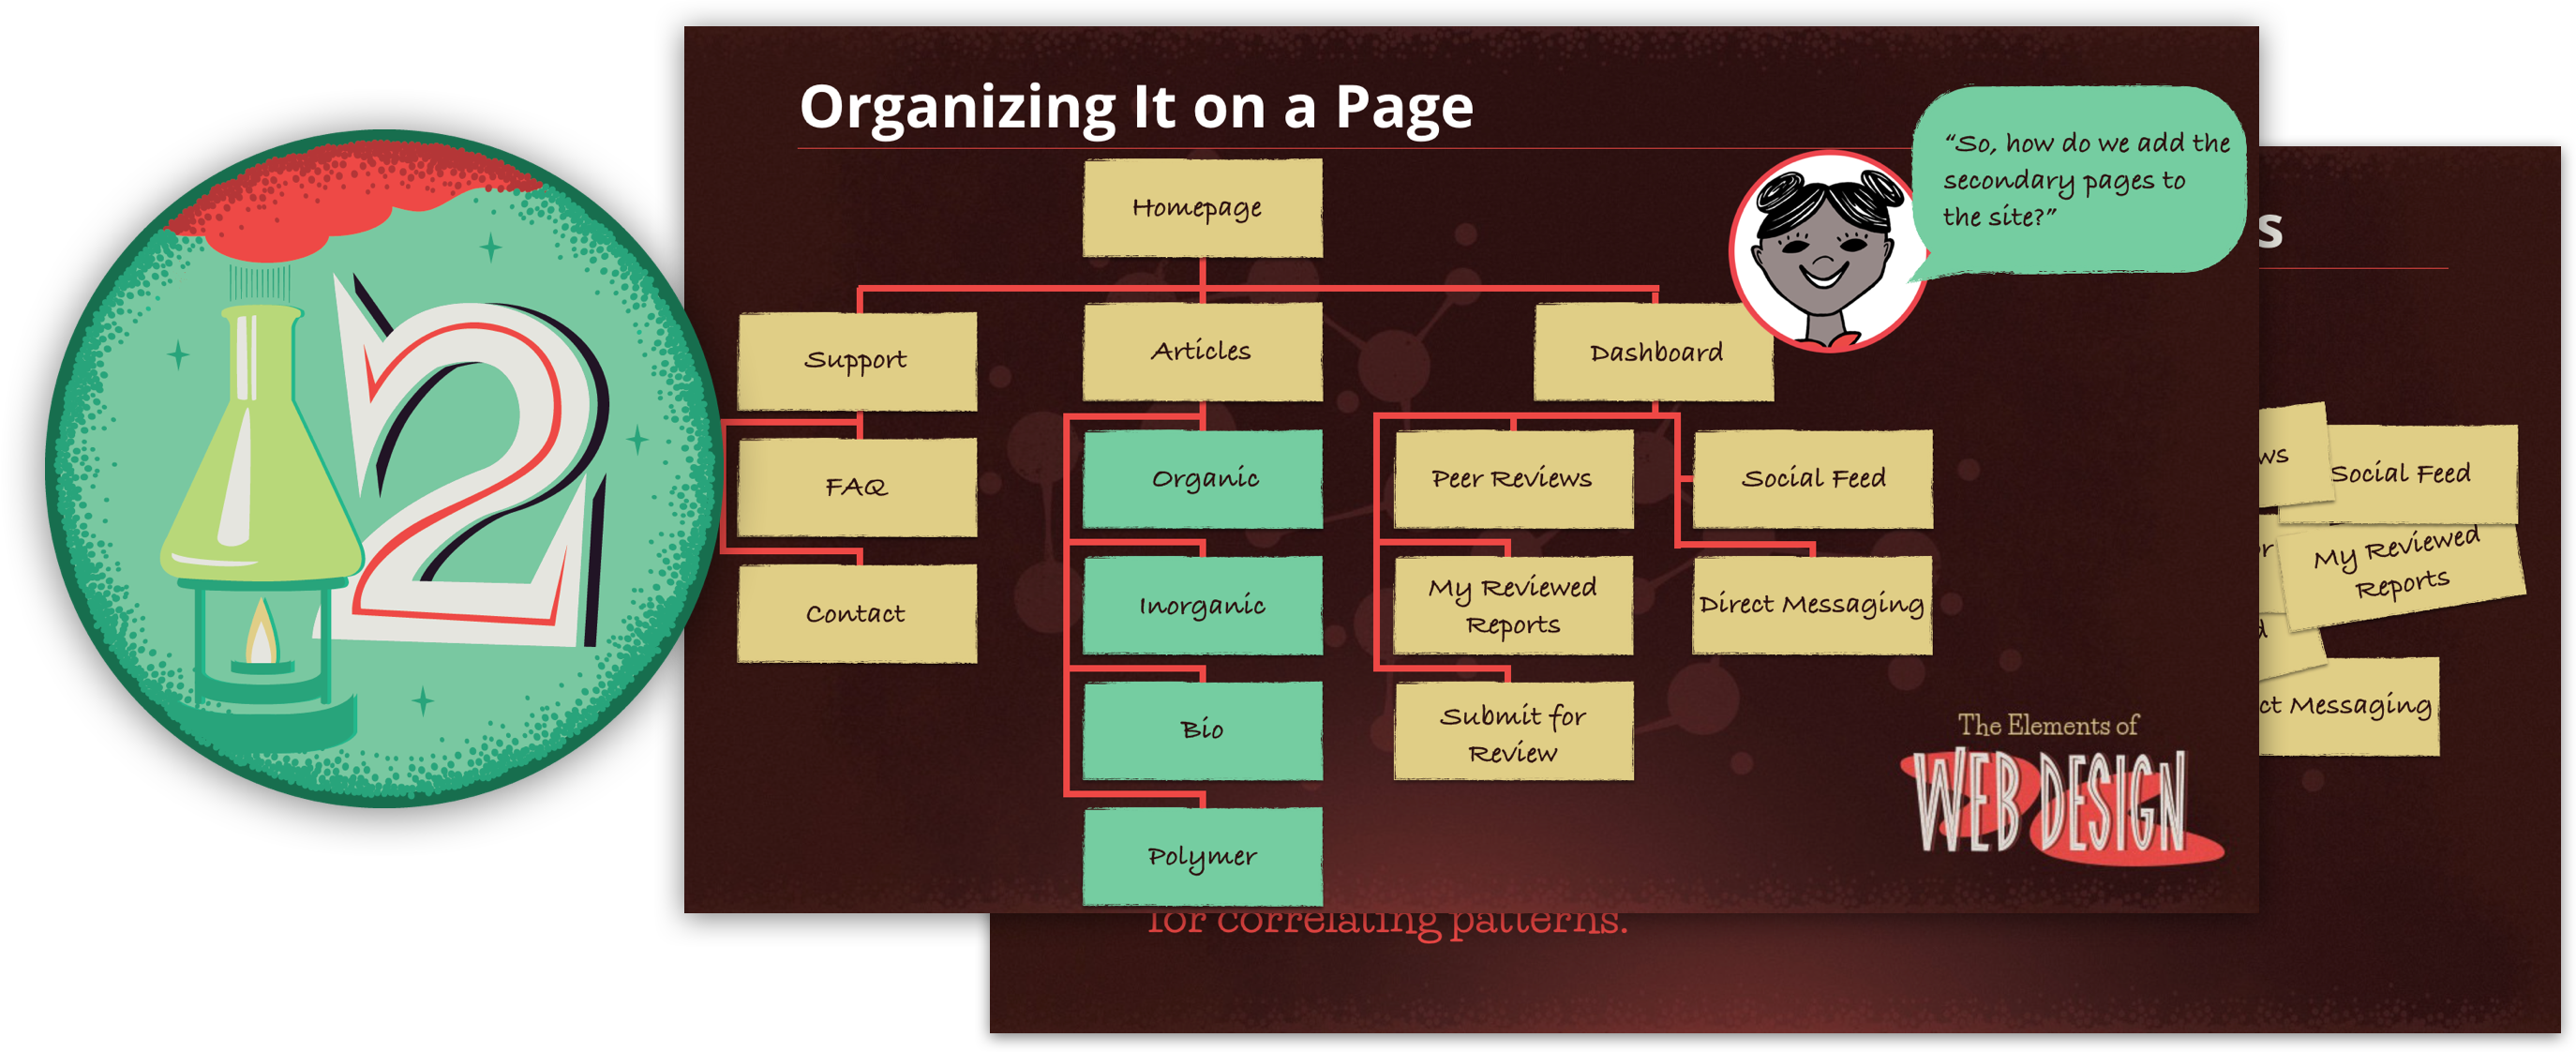 2
Organizing It on a Page
“So, how do we add the
secondary pages to
the site?”
Homepage
Support
Articles
Dashboard
FAQ
Organic
Peer Reviews
Social Feed
Contact
Inorganic
My Reviewed
Reports
Direct Messaging
Bio
Submit for
Review
Polymer
The Elements of
WEB DESIGN
s
ws
Social Feed
r
My Reviewed
Reports
d
ct Messaging
for correlating patterns.